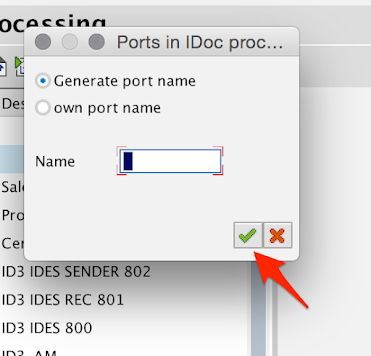 ocessing
Ports in IDoc proc...
Generate port name
own port name
Des
Name
Sale
Pro
Cer
ID3 IDES SENDER 802
ID3 IDES REC 801
ID3 IDES 800
ID3 AM